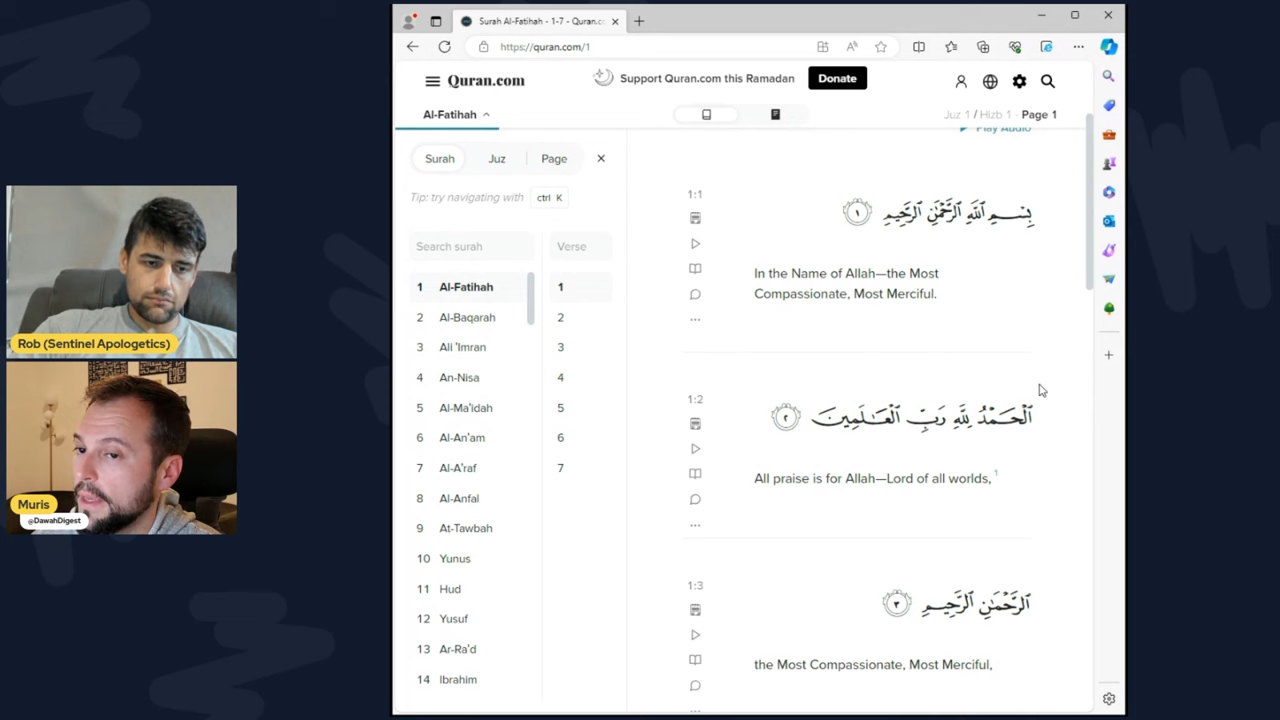 Surah Al-Fatihah - 1-7 - Quran.c
https://quran.com/1
Quran.com
Support Quran.com this Ramadan
Donate
Al-Fatihah
Juz 1 / Hizb 1 - Page 1
Play Audio
Surah
Juz
Page
Tip: try navigating with
ctrl K
Search surah
Verse
1 Al-Fatihah
2 Al-Baqarah
3 Ali 'Imran
4 An-Nisa
5 Al-Ma'idah
6 Al-An'am
7 Al-A'raf
8 Al-Anfal
9 At-Tawbah
10 Yunus
11 Hud
12 Yusuf
13 Ar-Ra'd
14 Ibrahim
1
2
3
4
5
6
7
1:1
بِسْمِ ٱللَّهِ ٱلرَّحْمَٰنِ ٱلرَّحِيمِ ١
In the Name of Allah—the Most
Compassionate, Most Merciful.
...
1:2
ٱلْحَمْدُ لِلَّهِ رَبِّ ٱلْعَـٰلَمِينَ ٢
All praise is for Allah—Lord of all worlds, 1
...
1:3
ٱلرَّحْمَٰنِ ٱلرَّحِيمِ ٣
the Most Compassionate, Most Merciful,
...
Rob (Sentinel Apologetics)
Muris
@DawahDigest